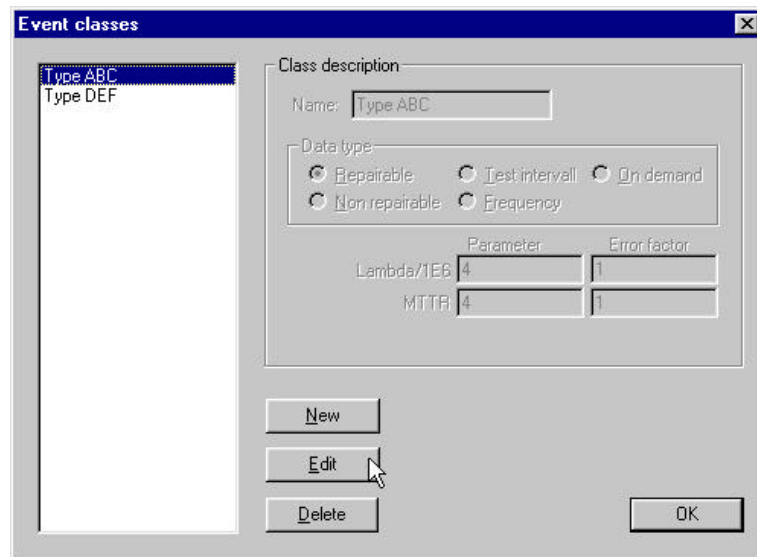 Event classes
Type ABC
Type DEF
Class description
Name: Type ABC
Data type
Repairable Test intervall On demand
Non repairable Frequency
Parameter Error factor
Lambda/1E6 4 1
MTTR 4 1
New
Edit
Delete
OK